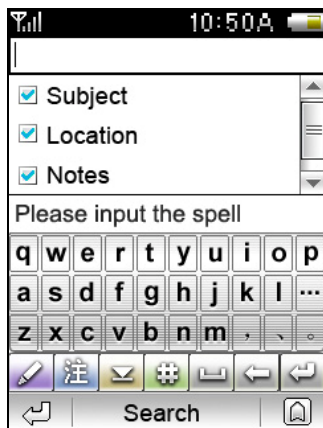 10:50A
Subject
Location
Notes
Please input the spell
q w e r t y u i o p
a s d f g h j k l ...
z x c v b n m , 、 。
注 #
Search